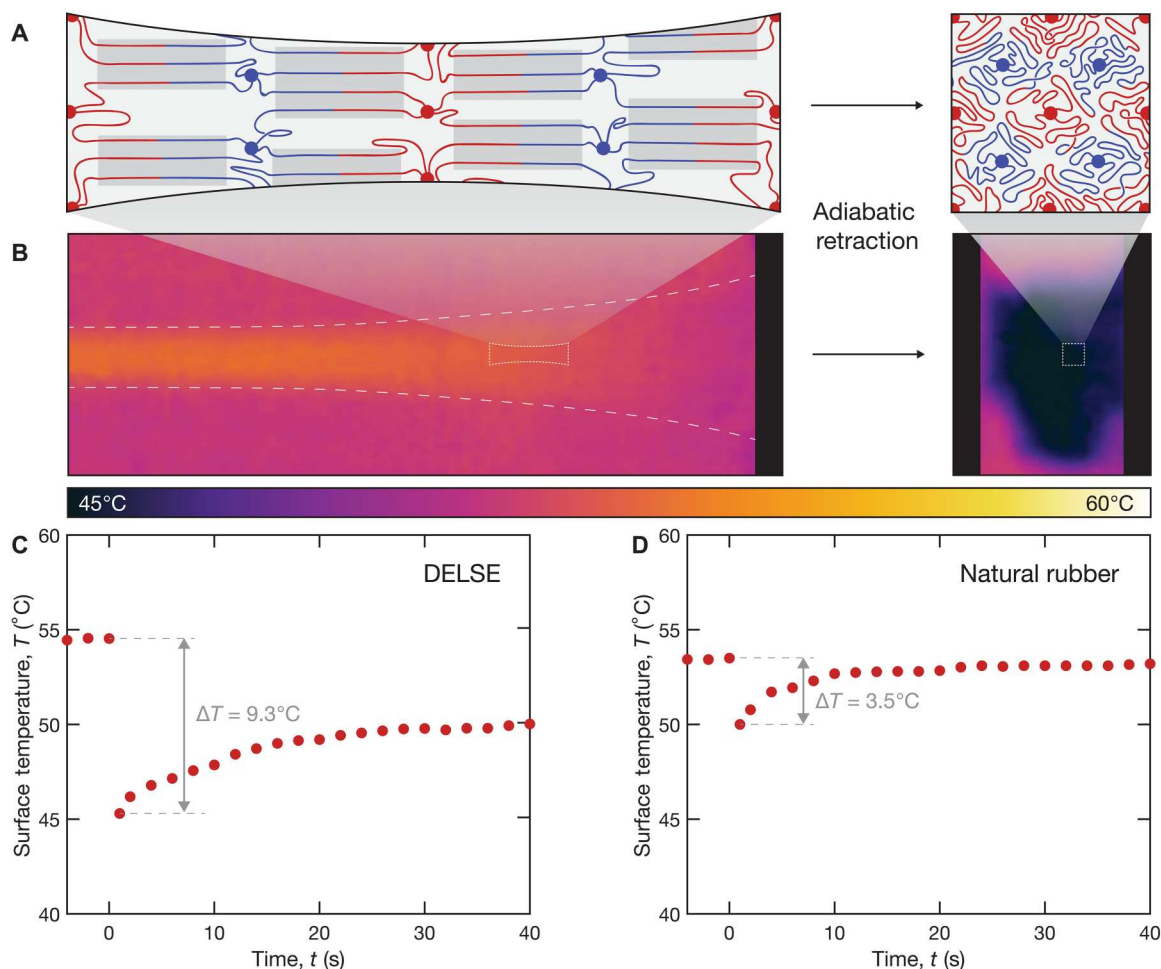 A
B
Adiabatic
retraction
45°C
60°C
C
DELSE
Surface temperature, T (°C)
60
55
50
45
40
ΔT = 9.3°C
0
10
20
30
40
Time, t (s)
D
Natural rubber
Surface temperature, T (°C)
60
55
50
45
40
ΔT = 3.5°C
0
10
20
30
40
Time, t (s)